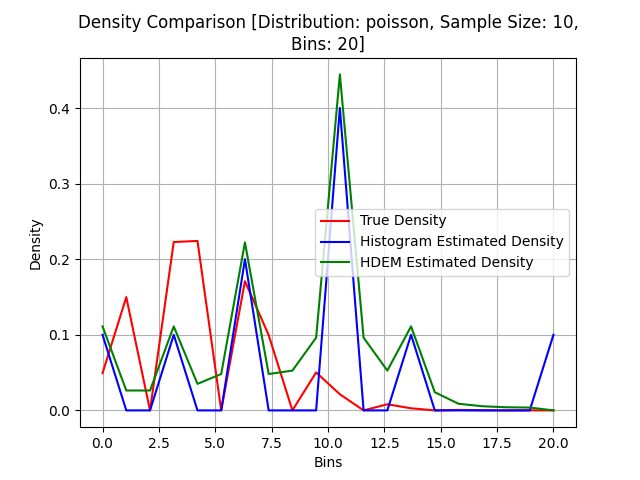 Density Comparison [Distribution: poisson, Sample Size: 10,
Bins: 20]
Density
0.4
0.3
0.2
0.1
0.0
True Density
Histogram Estimated Density
HDEM Estimated Density
0.0 2.5 5.0 7.5 10.0 12.5 15.0 17.5 20.0
Bins